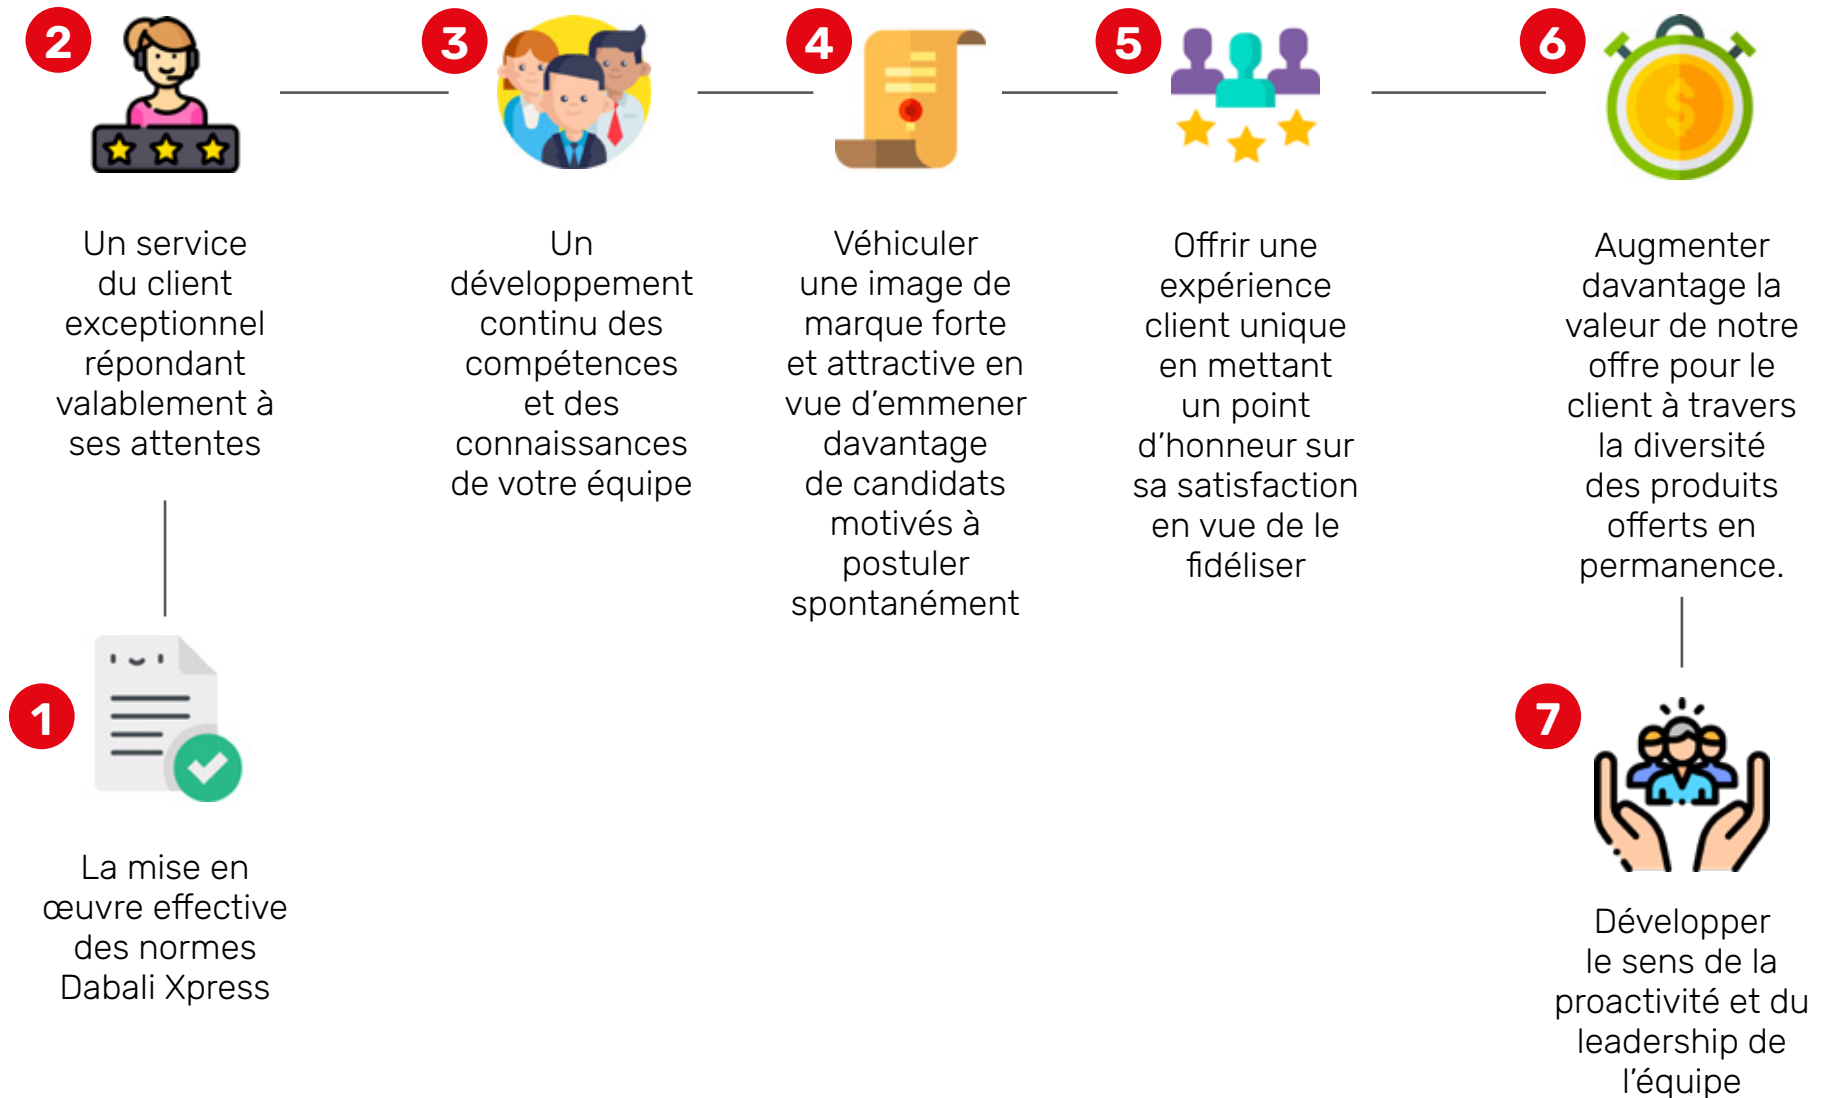 1
La mise en
œuvre effective
des normes
Dabali Xpress
2
Un service
du client
exceptionnel
répondant
valablement à
ses attentes
3
Un
développement
continu des
compétences
et des
connaissances
de votre équipe
4
Véhiculer
une image de
marque forte
et attractive en
vue d'emmener
davantage
de candidats
motivés à
postuler
spontanément
5
Offrir une
expérience
client unique
en mettant
un point
d'honneur sur
sa satisfaction
en vue de le
fidéliser
6
$
Augmenter
davantage la
valeur de notre
offre pour le
client à travers
la diversité
des produits
offerts en
permanence.
7
Développer
le sens de la
proactivité et du
leadership de
l'équipe